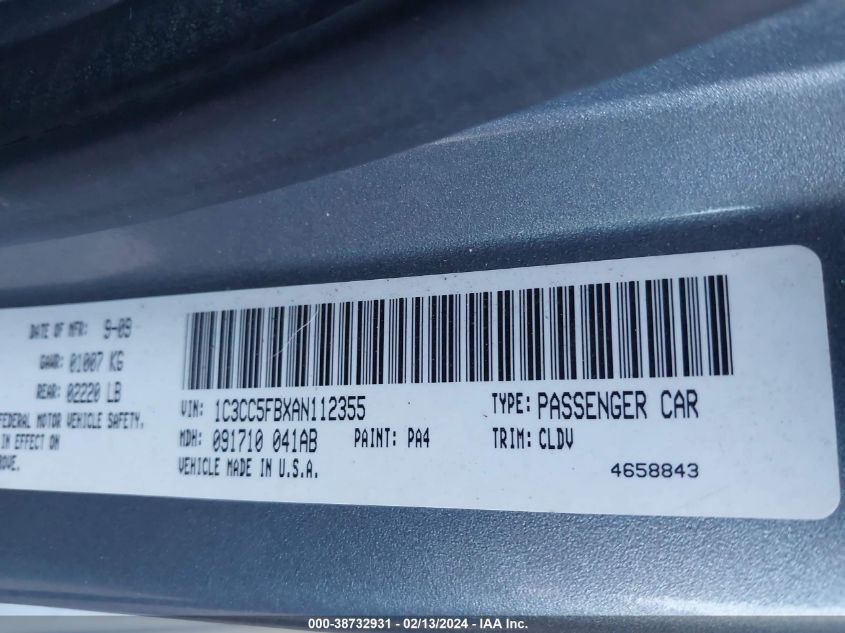 DATE OF MFR: 9-09
GAWR: 01007 KG
REAR: 02220 LB
FEDERAL MOTOR VEHICLE SAFETY,
IN EFFECT ON
VIN: 1C3CC5FBXAN112355 TYPE: PASSENGER CAR
MDH: 091710 041AB PAINT: PA4 TRIM: CLDV
VEHICLE MADE IN U.S.A. 4658843
000-38732931 - 02/13/2024 - IAA Inc.